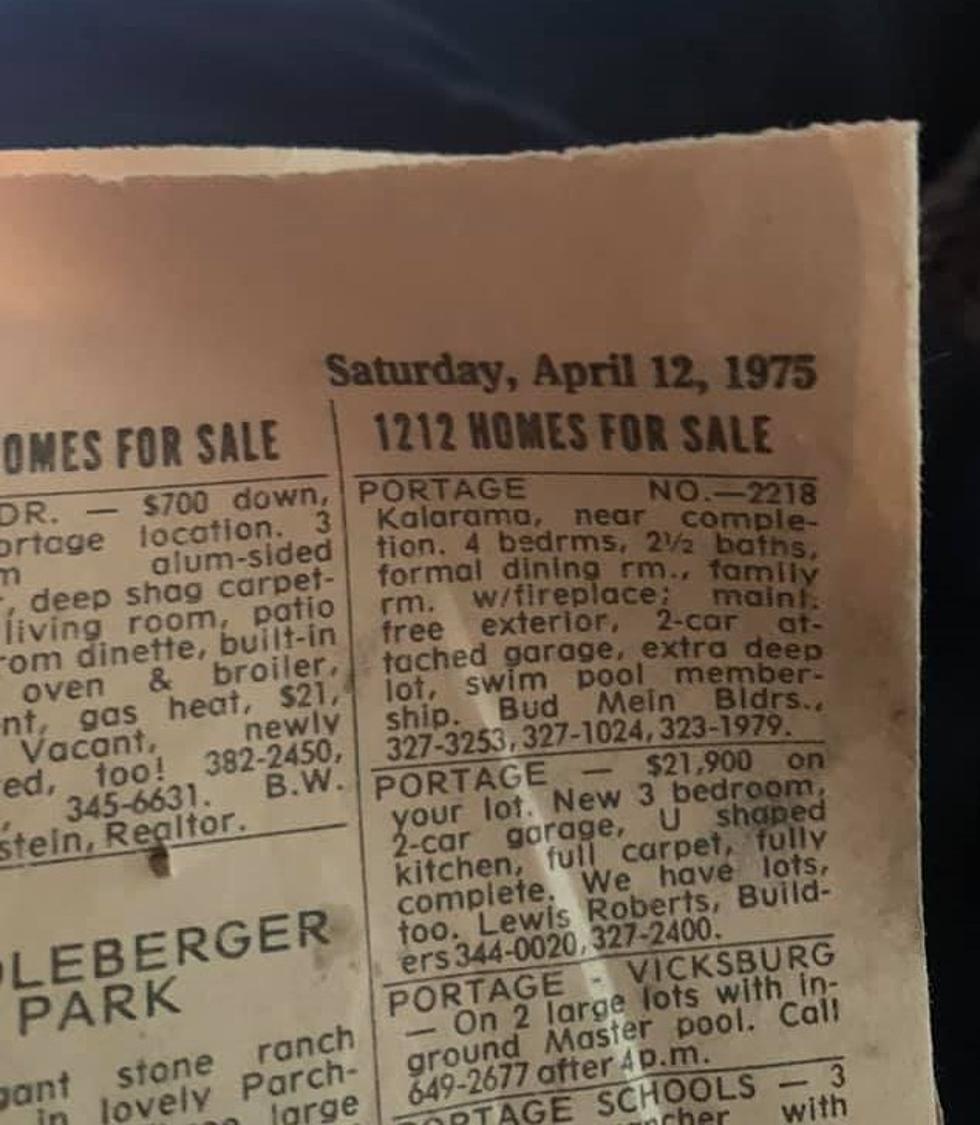 Saturday, April 12, 1975
OMES FOR SALE
DR. — $700 down,
ortage location. 3
m alum-sided
, deep shag carpet-
living room, patio
rom dinette, built-in
oven & broiler,
nt, gas heat, $21,
Vacant, newly
ed, too! 382-2450,
345-6631. B.W.
stein, Realtor.
LEBERGER
PARK
gant stone ranch
in lovely Parch-
large
1212 HOMES FOR SALE
PORTAGE NO.—2218
Kalarama, near comple-
tion. 4 bedrms, 2½ baths,
formal dining rm., family
rm. w/fireplace; maint.
free exterior, 2-car at-
tached garage, extra deep
lot, swim pool member-
ship. Bud Mein Bldrs.,
327-3253, 327-1024, 323-1979.
PORTAGE — $21,900 on
your lot. New 3 bedroom,
2-car garage, U shaped
kitchen, full carpet, fully
complete. We have lots,
too. Lewis Roberts, Build-
ers 344-0020, 327-2400.
PORTAGE - VICKSBURG
— On 2 large lots with in-
ground Master pool. Call
649-2677 after 4 p.m.
ORTAGE SCHOOLS — 3
ncher with